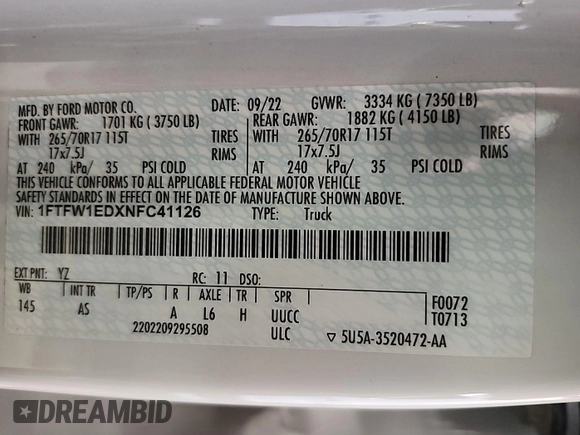 MFD. BY FORD MOTOR CO.
DATE: 09/22 GVWR: 3334 KG ( 7350 LB)
FRONT GAWR: 1701 KG ( 3750 LB) REAR GAWR: 1882 KG ( 4150 LB)
WITH 265/70R17 115T TIRES WITH 265/70R17 115T TIRES
17x7.5J RIMS 17x7.5J RIMS
AT 240 kPa/ 35 PSI COLD AT 240 kPa/ 35 PSI COLD
THIS VEHICLE CONFORMS TO ALL APPLICABLE FEDERAL MOTOR VEHICLE
SAFETY STANDARDS IN EFFECT ON THE DATE OF MANUFACTURE SHOWN ABOVE.
VIN: 1FTFW1EDXNFC41126 TYPE: Truck
EXT PNT: YZ RC: 11 DSO:
WB INT TR TP/PS R AXLE TR SPR F0072
145 AS A L6 H UUCC T0713
2202209295508 ULC ▽ 5U5A-3520472-AA
DREAMBID